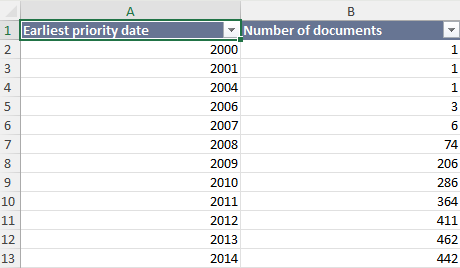 A B
1 Earliest priority date Number of documents
2 2000 1
3 2001 1
4 2004 1
5 2006 3
6 2007 6
7 2008 74
8 2009 206
9 2010 286
10 2011 364
11 2012 411
12 2013 462
13 2014 442